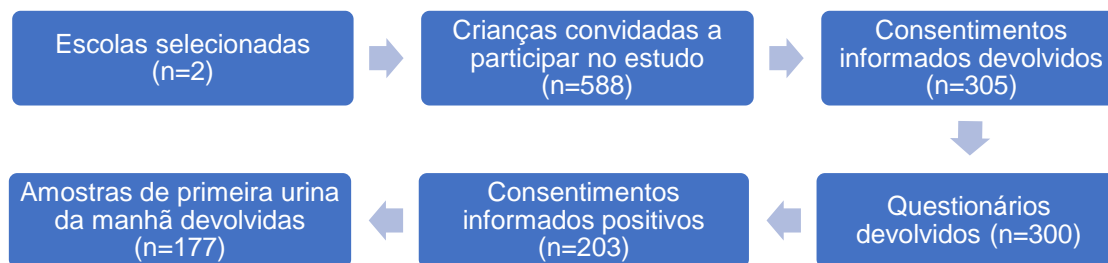 Escolas selecionadas
(n=2)
Crianças convidadas a
participar no estudo
(n=588)
Consentimentos
informados devolvidos
(n=305)
Questionários
devolvidos (n=300)
Consentimentos
informados positivos
(n=203)
Amostras de primeira urina
da manhã devolvidas
(n=177)